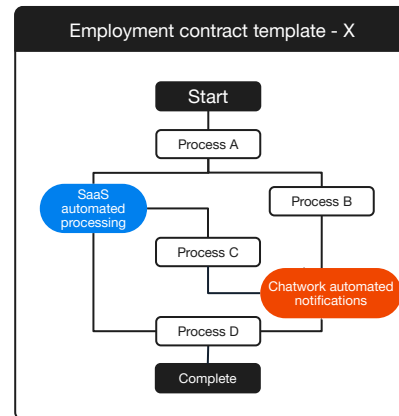 Employment contract template - X
Start
Process A
SaaS
automated
processing
Process B
Process C
Chatwork automated
notifications
Process D
Complete